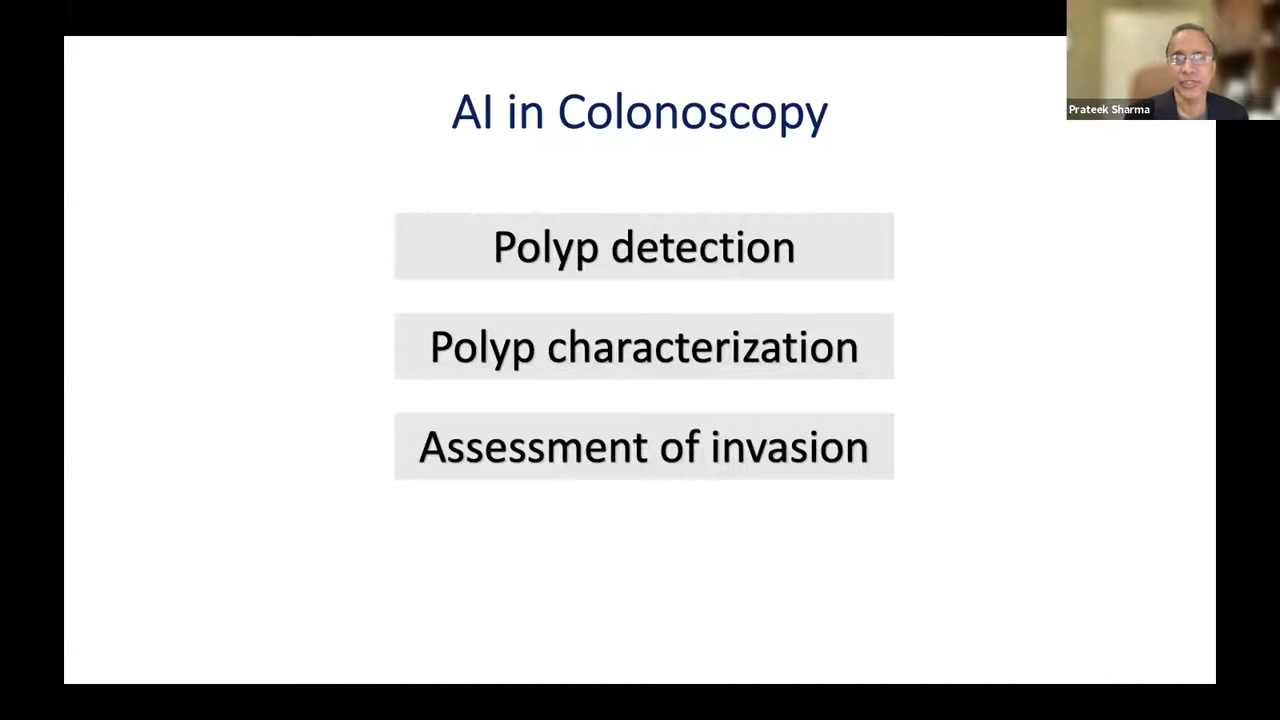 AI in Colonoscopy
Prateek Sharma
Polyp detection
Polyp characterization
Assessment of invasion